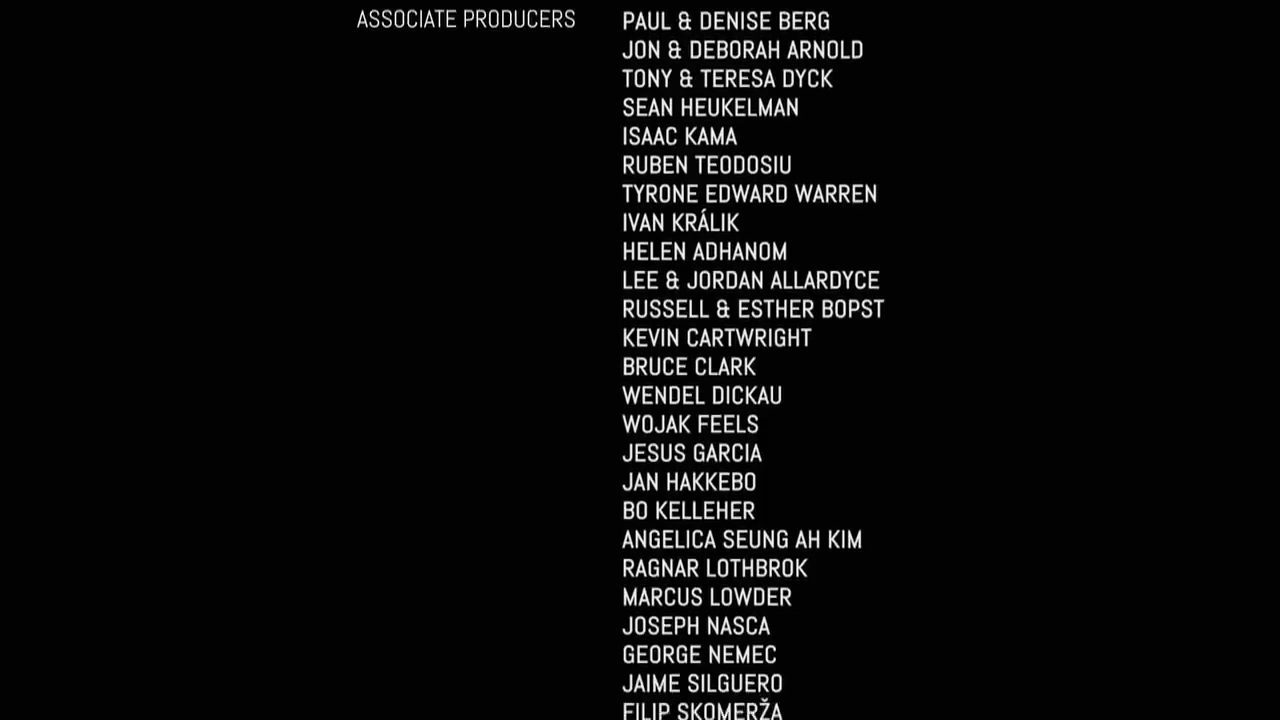 ASSOCIATE PRODUCERS PAUL & DENISE BERG
JON & DEBORAH ARNOLD
TONY & TERESA DYCK
SEAN HEUKELMAN
ISAAC KAMA
RUBEN TEODOSIU
TYRONE EDWARD WARREN
IVAN KRÁLIK
HELEN ADHANOM
LEE & JORDAN ALLARDYCE
RUSSELL & ESTHER BOPST
KEVIN CARTWRIGHT
BRUCE CLARK
WENDEL DICKAU
WOJAK FEELS
JESUS GARCIA
JAN HAKKEBO
BO KELLEHER
ANGELICA SEUNG AH KIM
RAGNAR LOTHBROK
MARCUS LOWDER
JOSEPH NASCA
GEORGE NEMEC
JAIME SILGUERO
FILIP SKOMERŽA